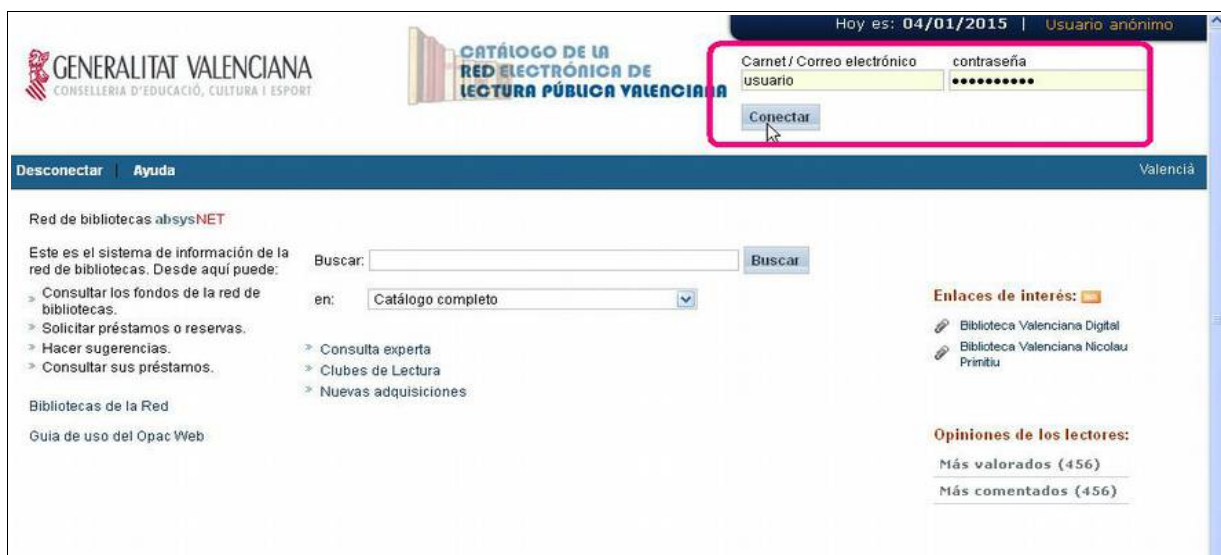 Hoy es: 04/01/2015 | Usuario anónimo
GENERALITAT VALENCIANA
CONSELLERIA D'EDUCACIÓ, CULTURA I ESPORT
CATÁLOGO DE LA
RED ELECTRÓNICA DE
LECTURA PÚBLICA VALENCIANA
Carnet / Correo electrónico contraseña
usuario ••••••••••
Conectar
Desconectar | Ayuda Valencià
Red de bibliotecas absysNET
Este es el sistema de información de la
red de bibliotecas. Desde aquí puede:
» Consultar los fondos de la red de
bibliotecas.
» Solicitar préstamos o reservas.
» Hacer sugerencias.
» Consultar sus préstamos.
Bibliotecas de la Red
Guia de uso del Opac Web
Buscar: Buscar
en: Catálogo completo
» Consulta experta
» Clubes de Lectura
» Nuevas adquisiciones
Enlaces de interés:
Biblioteca Valenciana Digital
Biblioteca Valenciana Nicolau
Primitiu
Opiniones de los lectores:
Más valorados (456)
Más comentados (456)